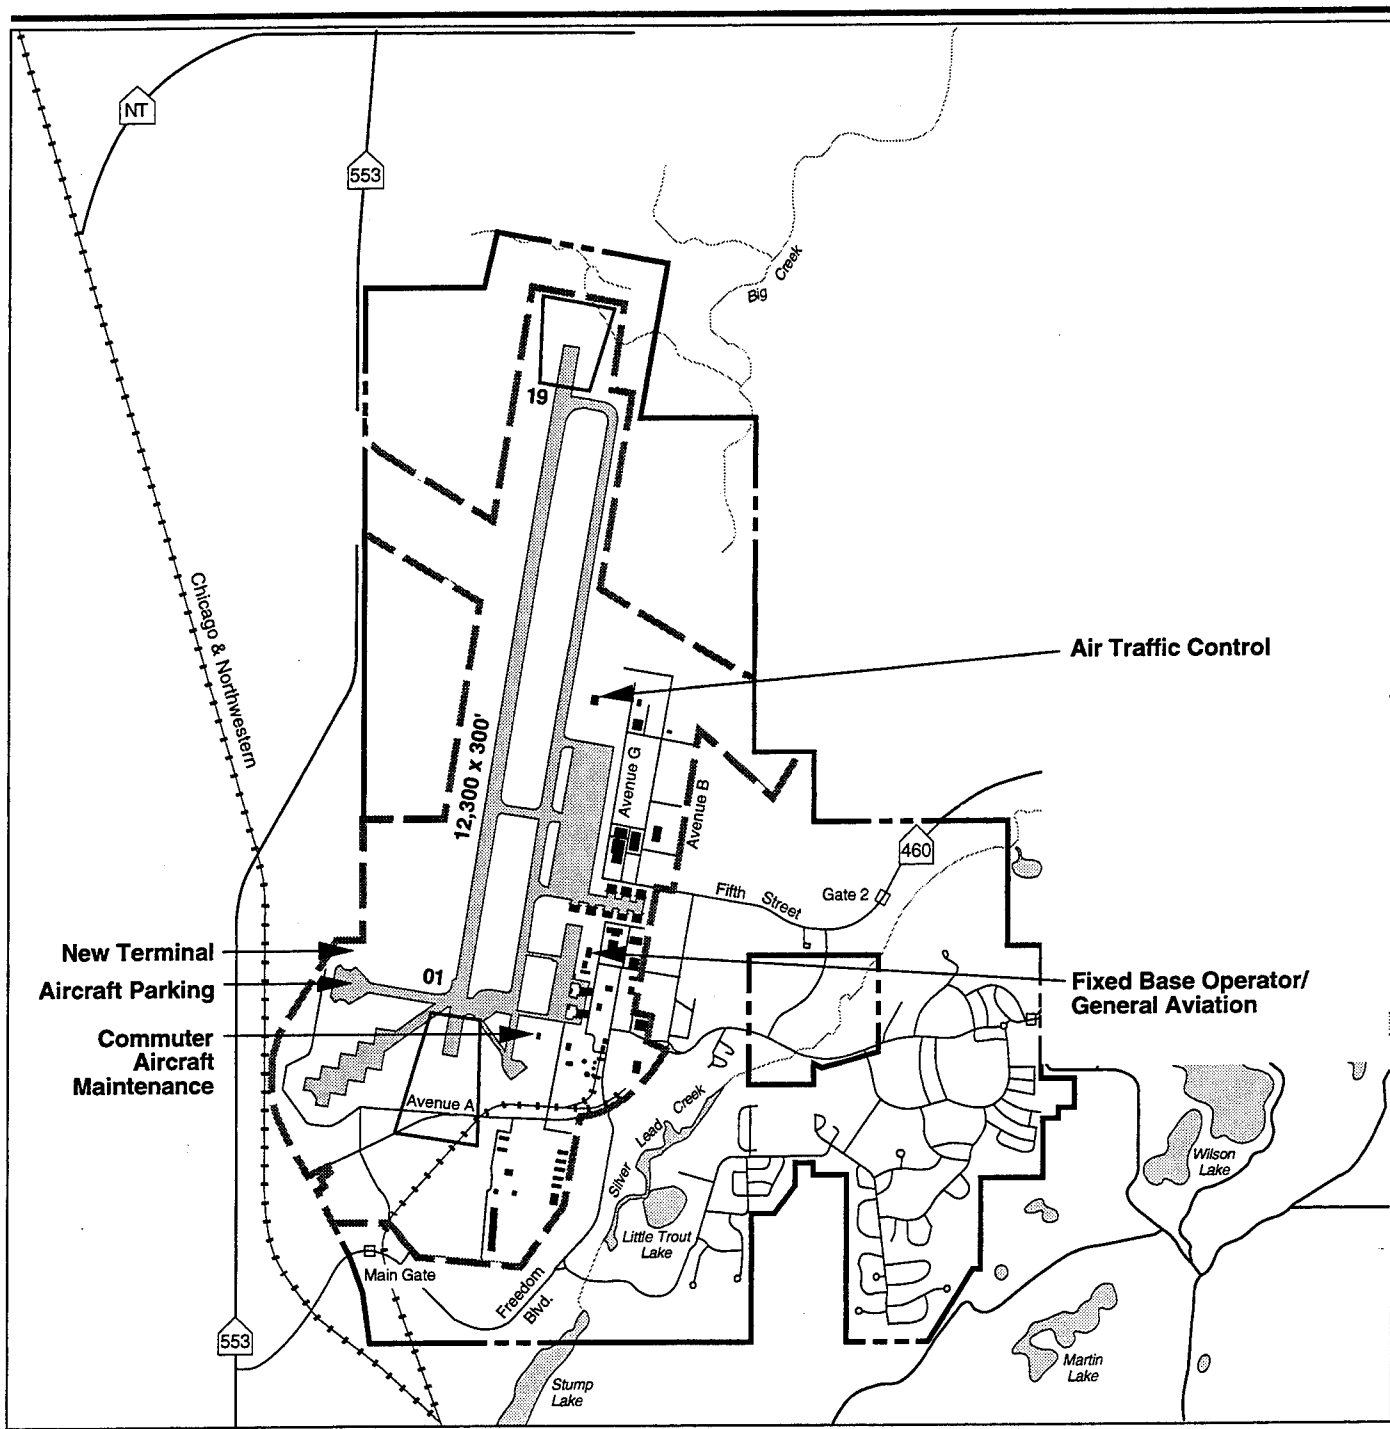 NT
553
Big Creek
19
Chicago & Northwestern
Air Traffic Control
12,300 x 300'
Avenue G
Avenue B
460
Fifth Street
Gate 2
New Terminal
Aircraft Parking
01
Fixed Base Operator/
General Aviation
Commuter
Aircraft
Maintenance
Avenue A
Silver Lead Creek
Wilson
Lake
Little Trout
Lake
Main Gate
Freedom
Blvd.
553
Martin
Lake
Stump
Lake